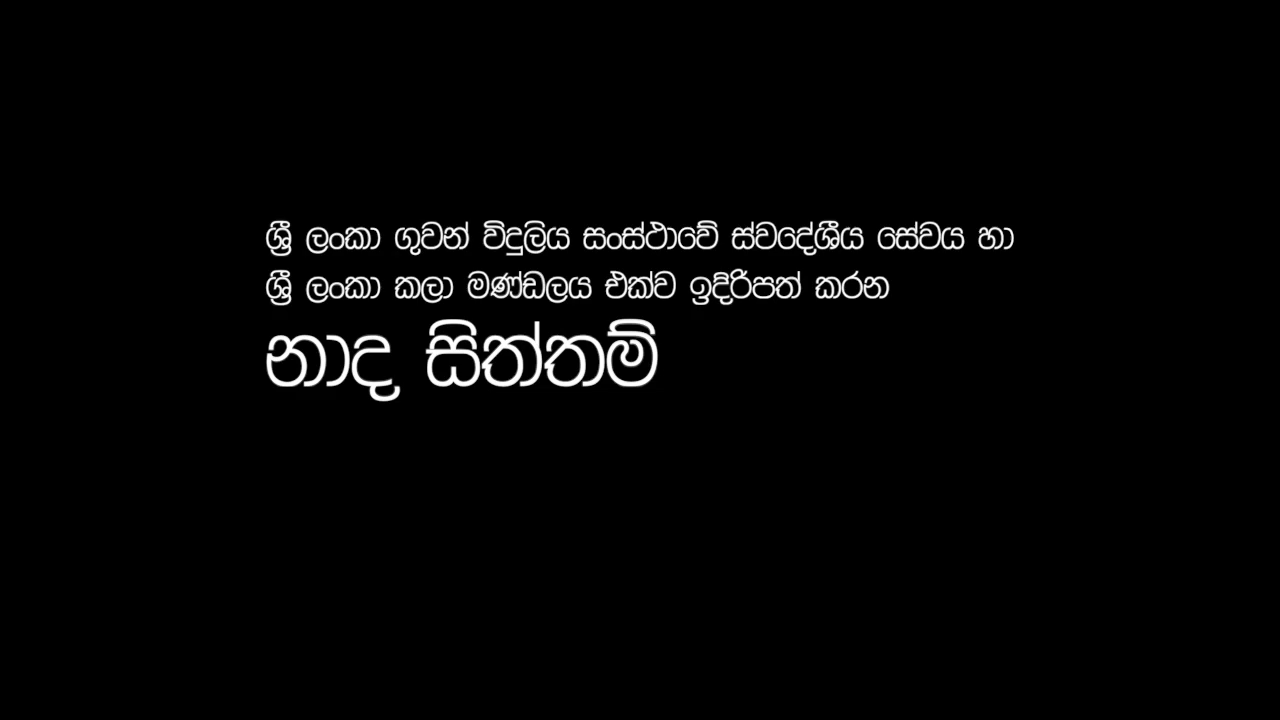 ශ්‍රී ලංකා ගුවන් විදුලිය සංස්ථාවේ ස්වදේශීය සේවය හා
ශ්‍රී ලංකා කලා මණ්ඩලය එක්ව ඉදිරිපත් කරන
නාද සිත්තම්